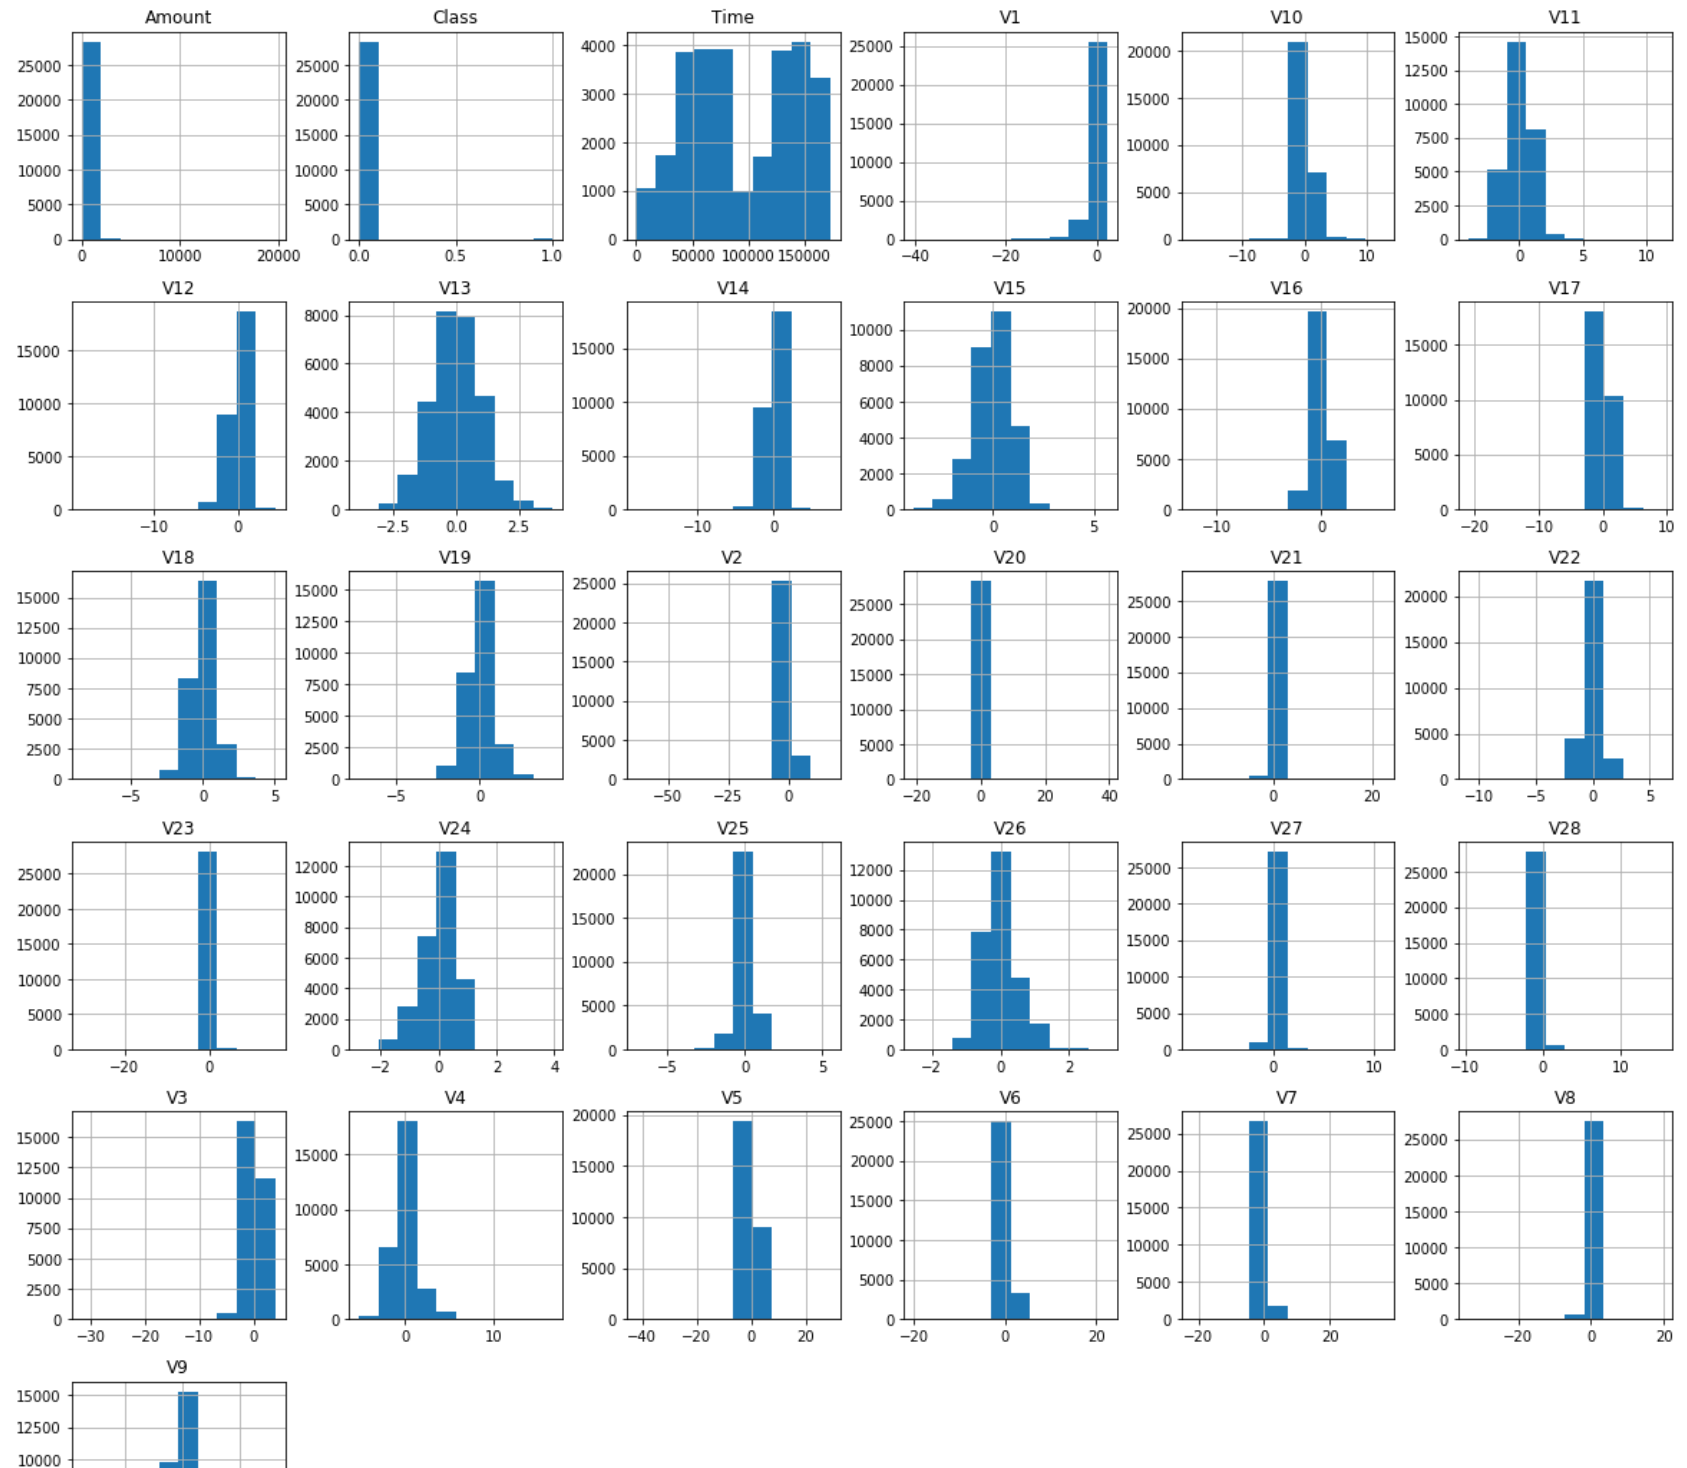 Amount Class Time V1 V10 V11
25000 25000 4000 25000 20000 15000
20000 20000 3000 20000 15000 12500
15000 15000 2000 15000 10000 10000
10000 10000 1000 10000 5000 7500
5000 5000 0 5000 0 5000
0 0 0 2500
0
0 10000 20000 0.0 0.5 1.0 0 50000 100000 150000 −40 −20 0 −10 0 10 0 5 10
V12 V13 V14 V15 V16 V17
15000 8000 15000 10000 20000 15000
10000 6000 10000 8000 15000 10000
5000 4000 5000 6000 10000 5000
0 2000 0 4000 5000 0
0 2000 0
0
−10 0 −2.5 0.0 2.5 −10 0 0 5 −10 0 −20 −10 0 10
V18 V19 V2 V20 V21 V22
15000 15000 25000 25000 25000 20000
12500 12500 20000 20000 20000 15000
10000 10000 15000 15000 15000 10000
7500 7500 10000 10000 10000 5000
5000 5000 5000 5000 5000 0
2500 2500 0 0 0
0 0
−5 0 5 −5 0 −50 −25 0 −20 0 20 40 0 20 −10 −5 0 5
V23 V24 V25 V26 V27 V28
25000 12000 20000 12000 25000 25000
20000 10000 15000 10000 20000 20000
15000 8000 10000 8000 15000 15000
10000 6000 5000 6000 10000 10000
5000 4000 0 4000 5000 5000
0 2000 2000 0 0
0 0
−20 0 −2 0 2 4 −5 0 5 −2 0 2 0 10 −10 0 10
V3 V4 V5 V6 V7 V8
15000 15000 20000 25000 25000 25000
12500 10000 15000 20000 20000 20000
10000 5000 10000 15000 15000 15000
7500 0 5000 10000 10000 10000
5000 0 5000 5000 5000
2500 0 0 0
0
−30 −20 −10 0 0 10 −40 −20 0 20 −20 0 20 −20 0 20 −20 0 20
V9
15000
12500
10000